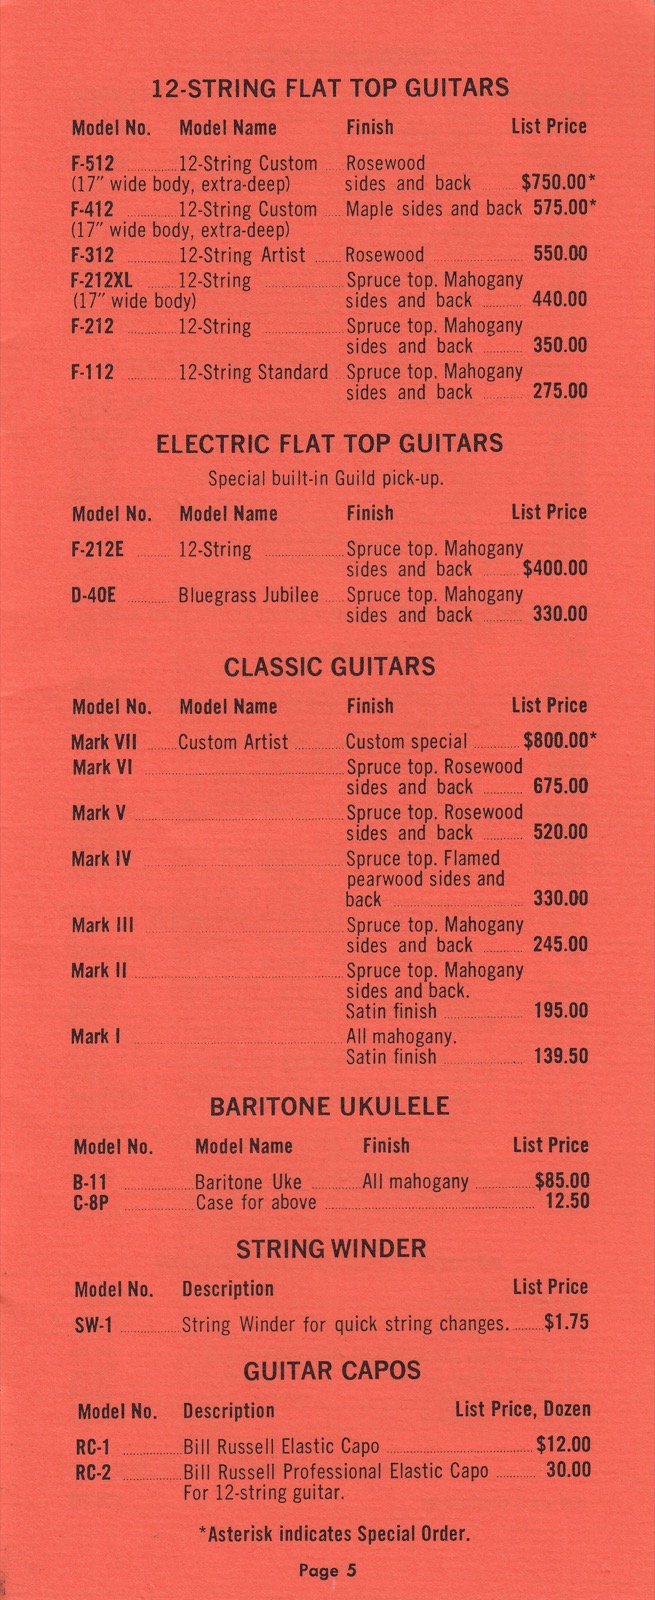 12-STRING FLAT TOP GUITARS
Model No. Model Name Finish List Price
F-512 ............ 12-String Custom ... Rosewood
(17" wide body, extra-deep) sides and back ........ $750.00*
F-412 ............ 12-String Custom ... Maple sides and back 575.00*
(17" wide body, extra-deep)
F-312 ............ 12-String Artist ...... Rosewood .................... 550.00
F-212XL ....... 12-String .................... Spruce top. Mahogany
(17" wide body) sides and back .......... 440.00
F-212 ............ 12-String .................... Spruce top. Mahogany
sides and back .......... 350.00
F-112 ............ 12-String Standard .. Spruce top. Mahogany
sides and back .......... 275.00
ELECTRIC FLAT TOP GUITARS
Special built-in Guild pick-up.
Model No. Model Name Finish List Price
F-212E ......... 12-String .................... Spruce top. Mahogany
sides and back ......... $400.00
D-40E ............ Bluegrass Jubilee .... Spruce top. Mahogany
sides and back .......... 330.00
CLASSIC GUITARS
Model No. Model Name Finish List Price
Mark VII ....... Custom Artist ............ Custom special ............ $800.00*
Mark VI .................................................. Spruce top. Rosewood
sides and back .......... 675.00
Mark V .................................................. Spruce top. Rosewood
sides and back .......... 520.00
Mark IV .................................................. Spruce top. Flamed
pearwood sides and
back ................................ 330.00
Mark III .................................................. Spruce top. Mahogany
sides and back .......... 245.00
Mark II .................................................. Spruce top. Mahogany
sides and back.
Satin finish .................... 195.00
Mark I .................................................. All mahogany.
Satin finish .................... 139.50
BARITONE UKULELE
Model No. Model Name Finish List Price
B-11 ................ Baritone Uke ............ All mahogany ............... $85.00
C-8P ................ Case for above ..................................................... 12.50
STRING WINDER
Model No. Description List Price
SW-1 .............. String Winder for quick string changes. ........ $1.75
GUITAR CAPOS
Model No. Description List Price, Dozen
RC-1 .............. Bill Russell Elastic Capo .................................... $12.00
RC-2 .............. Bill Russell Professional Elastic Capo .......... 30.00
For 12-string guitar.
*Asterisk indicates Special Order.
Page 5